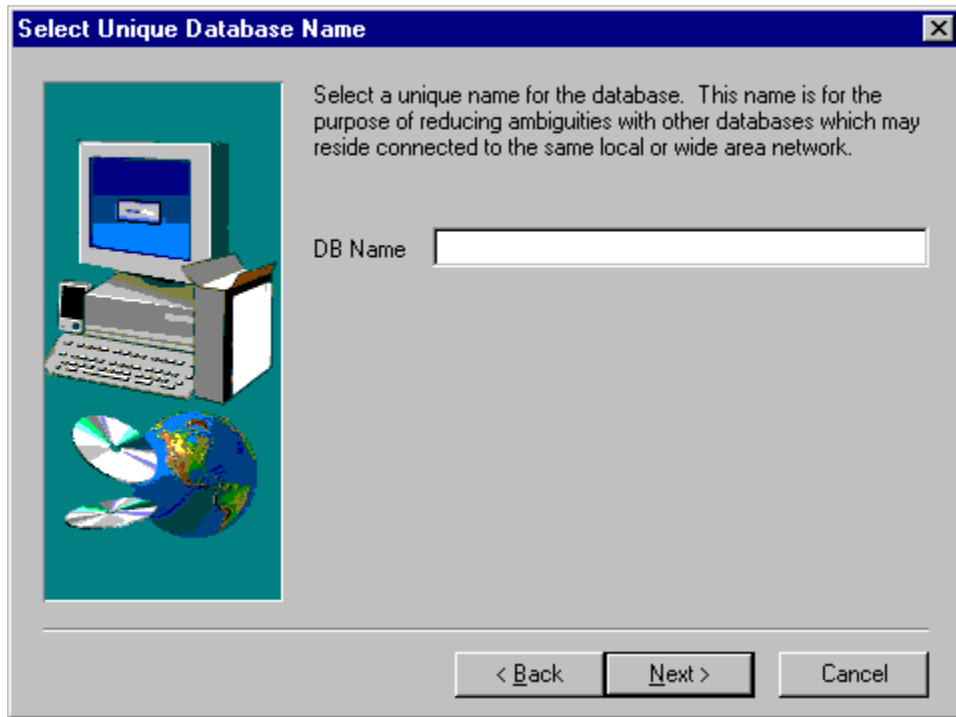 Select Unique Database Name
Select a unique name for the database. This name is for the
purpose of reducing ambiguities with other databases which may
reside connected to the same local or wide area network.
DB Name
< Back
Next >
Cancel